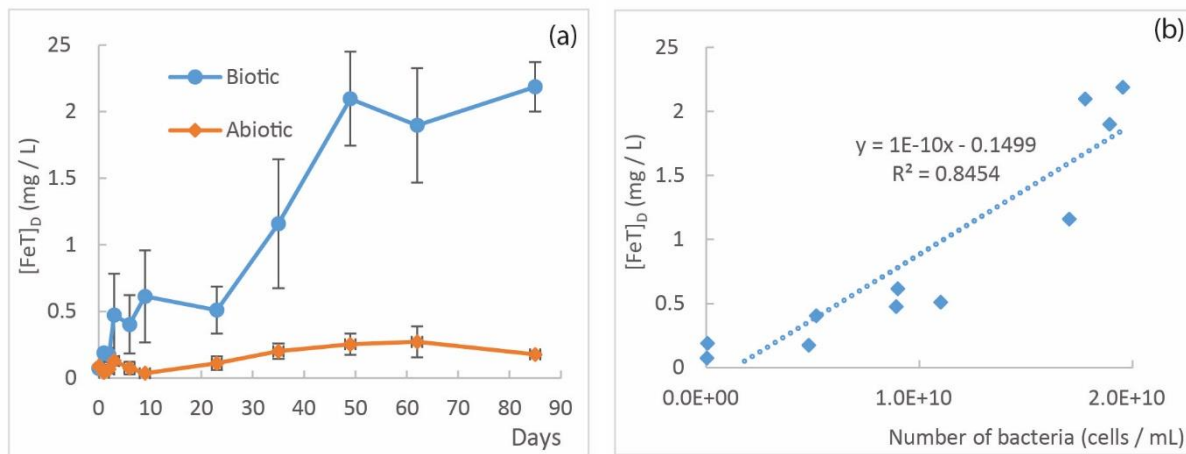 (a)
25
2
1.5
1
0.5
0
[FeT]D (mg / L)
Biotic
Abiotic
0 10 20 30 40 50 60 70 80 90
Days
(b)
25
2
1.5
1
0.5
0
[FeT]D (mg / L)
y = 1E-10x - 0.1499
R² = 0.8454
0.0E+00 1.0E+10 2.0E+10
Number of bacteria (cells / mL)